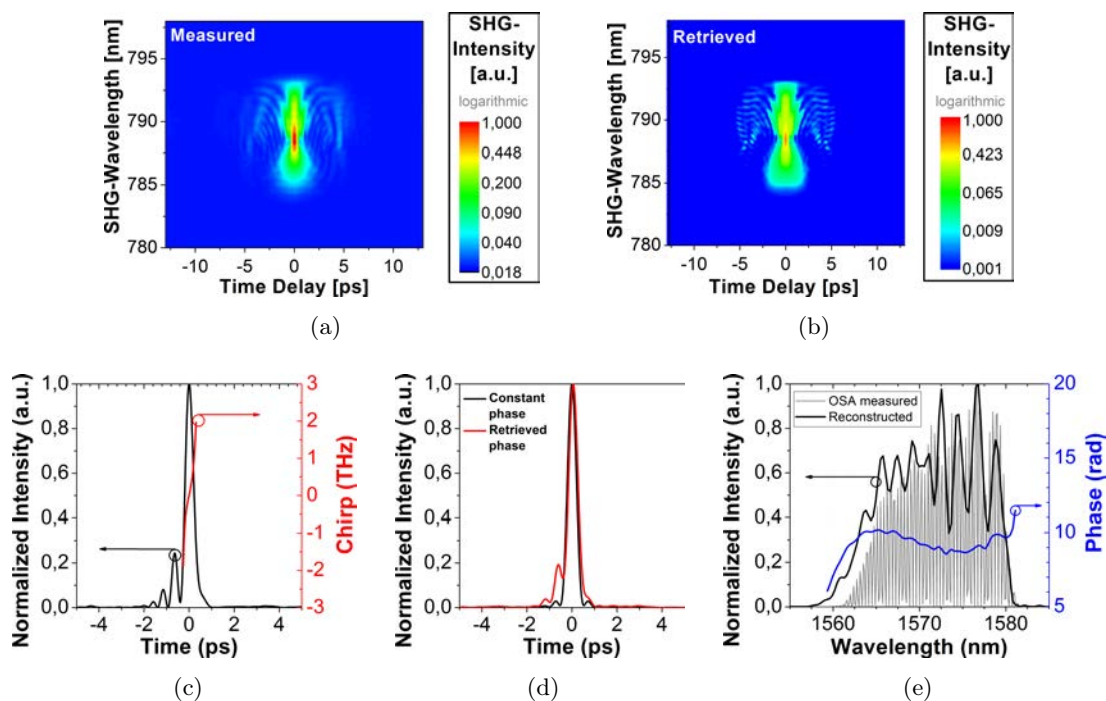 Measured
SHG-Wavelength [nm]
795
790
785
780
-10 -5 0 5 10
Time Delay [ps]
SHG-
Intensity
[a.u.]
logarithmic
1,000
0,448
0,200
0,090
0,040
0,018
(a)
Retrieved
SHG-Wavelength [nm]
795
790
785
780
-10 -5 0 5 10
Time Delay [ps]
SHG-
Intensity
[a.u.]
logarithmic
1,000
0,423
0,065
0,009
0,001
(b)
Normalized Intensity (a.u.)
1,0
0,8
0,6
0,4
0,2
0,0
-4 -2 0 2 4
Time (ps)
3
2
1
0
-1
-2
-3
Chirp (THz)
(c)
Normalized Intensity (a.u.)
1,0
0,8
0,6
0,4
0,2
0,0
Constant
phase
Retrieved
phase
-4 -2 0 2 4
Time (ps)
(d)
Normalized Intensity (a.u.)
1,0
0,8
0,6
0,4
0,2
0,0
OSA measured
Reconstructed
1560 1570 1580
Wavelength (nm)
20
15
10
5
Phase (rad)
(e)